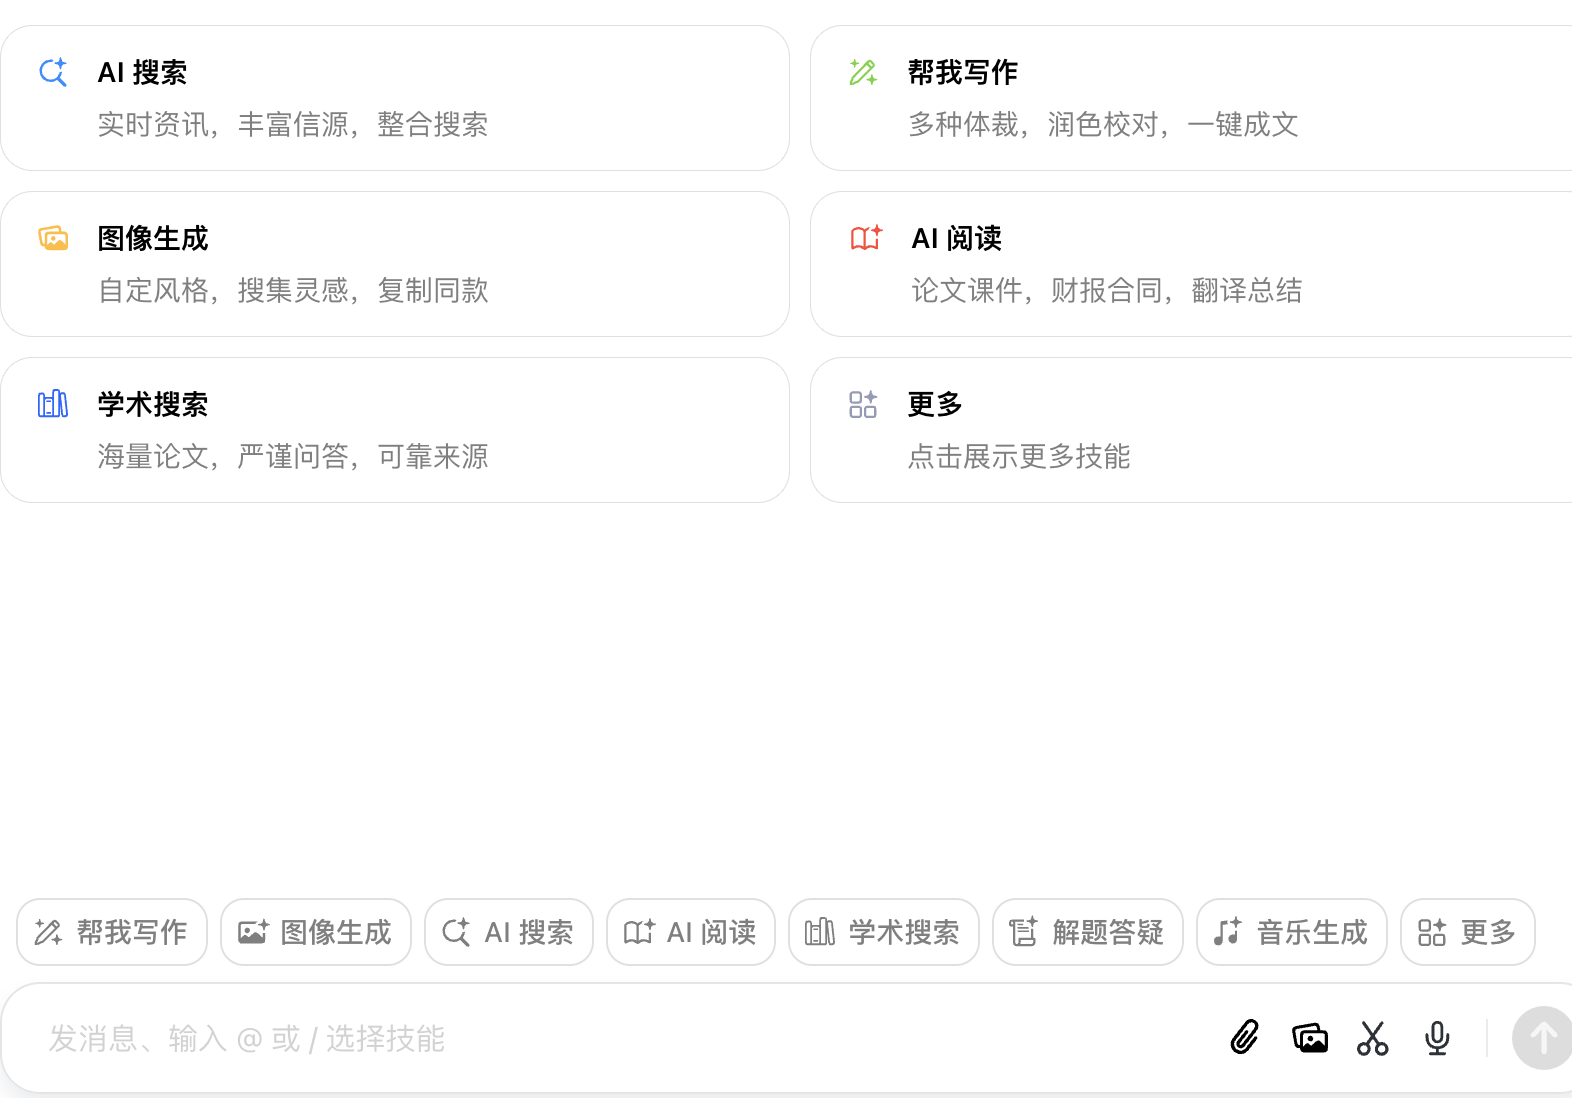 AI 搜索
实时资讯，丰富信源，整合搜索
帮我写作
多种体裁，润色校对，一键成文
图像生成
自定风格，搜集灵感，复制同款
AI 阅读
论文课件，财报合同，翻译总结
学术搜索
海量论文，严谨问答，可靠来源
更多
点击展示更多技能
帮我写作
图像生成
AI 搜索
AI 阅读
学术搜索
解题答疑
音乐生成
更多
发消息、输入 @ 或 / 选择技能